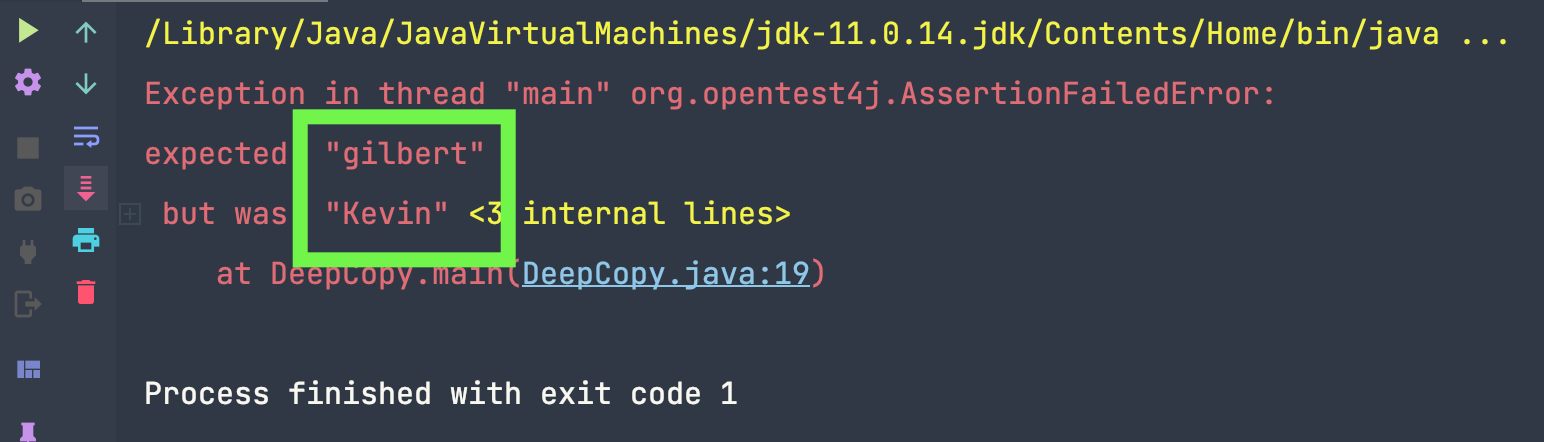 /Library/Java/JavaVirtualMachines/jdk-11.0.14.jdk/Contents/Home/bin/java ...
Exception in thread "main" org.opentest4j.AssertionFailedError:
expected "gilbert"
but was "Kevin" <3 internal lines>
at DeepCopy.main(DeepCopy.java:19)
Process finished with exit code 1